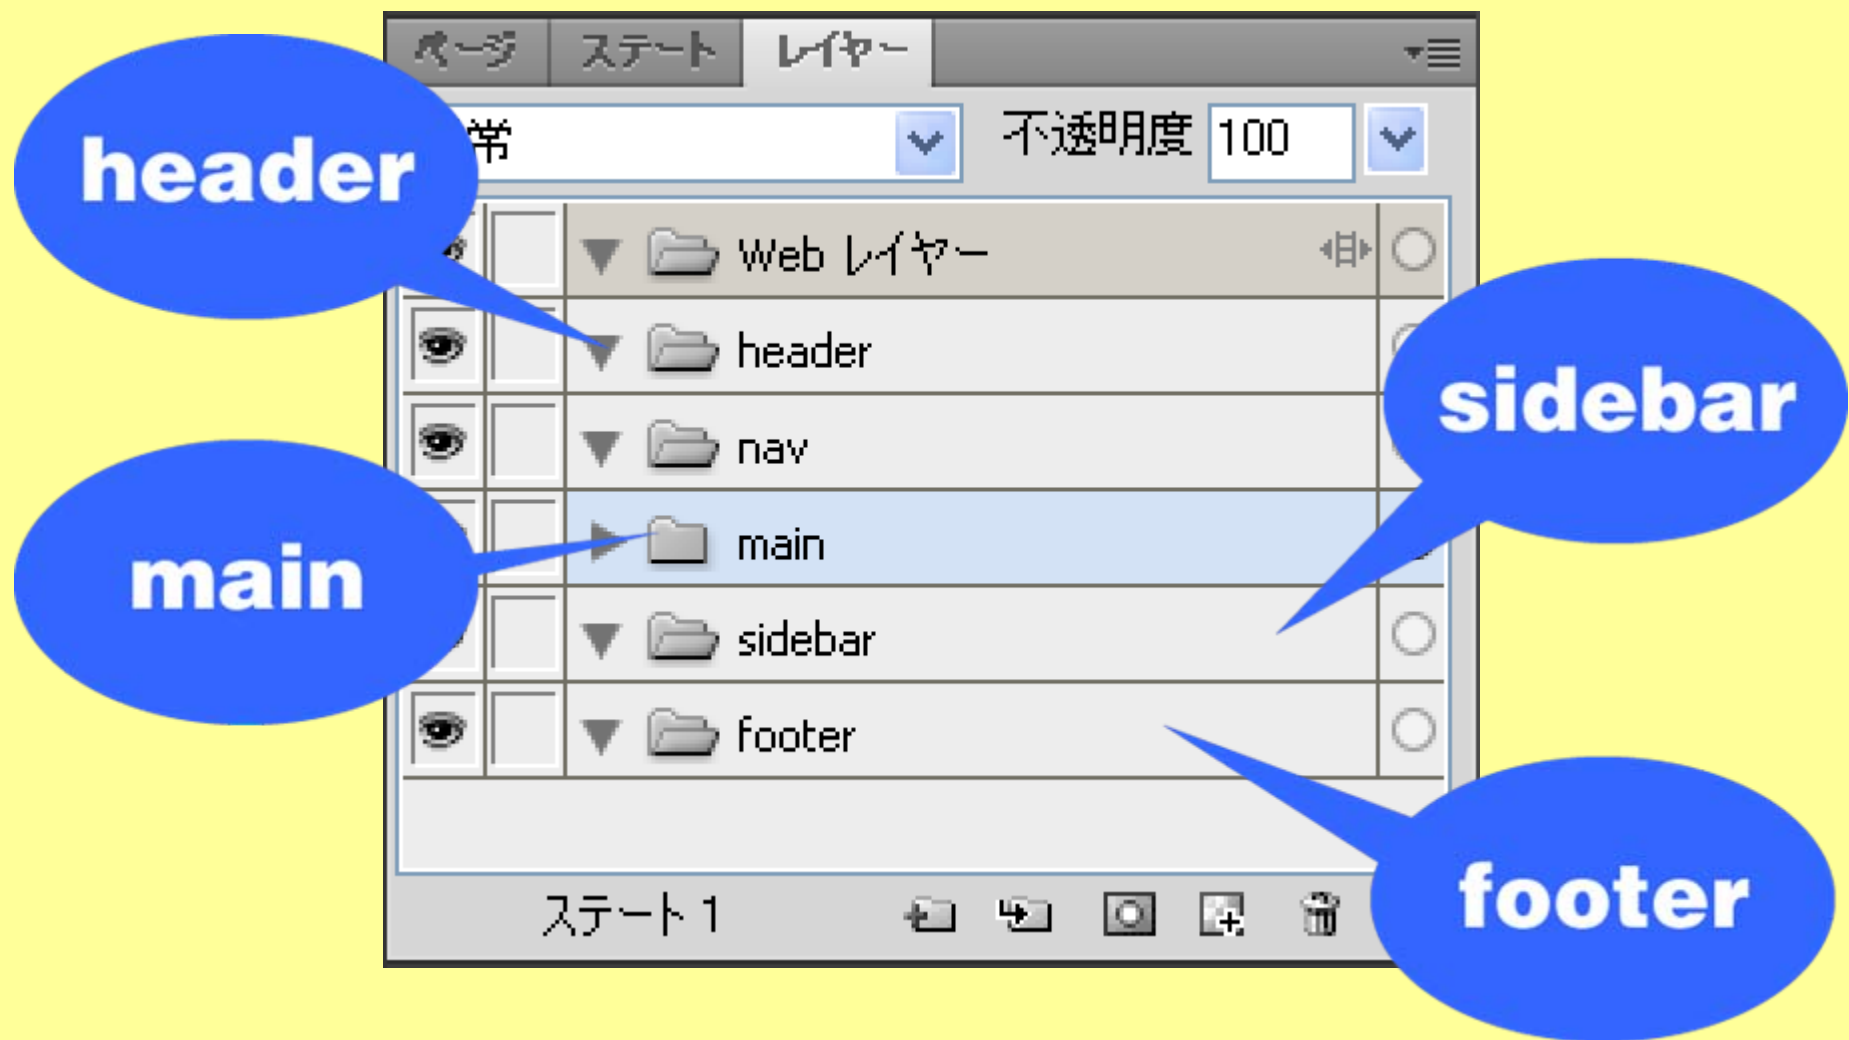 ページ ステート レイヤー
常 不透明度 100
Web レイヤー
header
nav
main
sidebar
footer
ステート 1
header
main
sidebar
footer